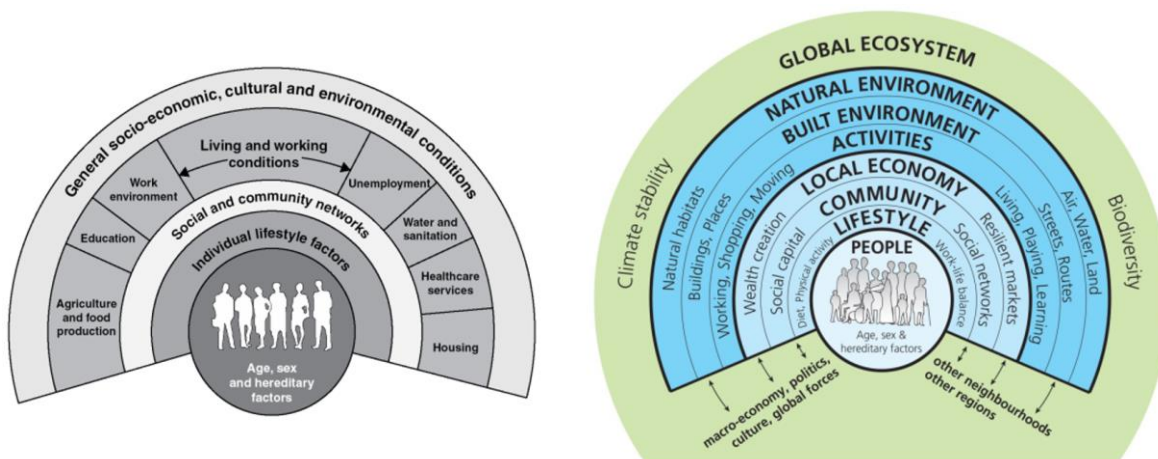 General socio-economic, cultural and environmental conditions
Living and working
conditions
Work
environment
Unemployment
Education
Water and
sanitation
Agriculture
and food
production
Healthcare
services
Housing
Social and community networks
Individual lifestyle factors
Age, sex
and hereditary
factors
GLOBAL ECOSYSTEM
Climate stability
Biodiversity
NATURAL ENVIRONMENT
Natural habitats
Air, Water, Land
BUILT ENVIRONMENT
Buildings, Places
Streets, Routes
ACTIVITIES
Working, Shopping, Moving
Living, Playing, Learning
LOCAL ECONOMY
Wealth creation
Resilient markets
COMMUNITY
Social capital
Social networks
LIFESTYLE
Diet, Physical activity
Work-life balance
PEOPLE
Age, sex &
hereditary factors
macro-economy, politics,
culture, global forces
other neighbourhoods
other regions